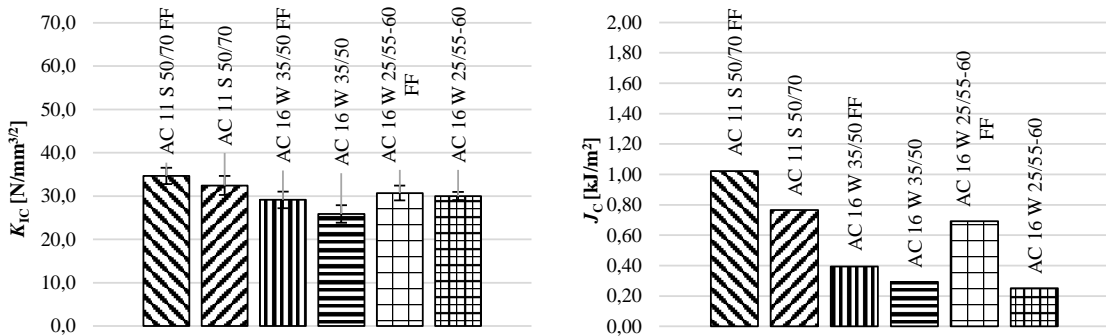 70,0
60,0
50,0
40,0
30,0
20,0
10,0
0,0
K_IC [N/mm^3/2]
AC 11 S 50/70 FF
AC 11 S 50/70
AC 16 W 35/50 FF
AC 16 W 35/50
AC 16 W 25/55-60
FF
AC 16 W 25/55-60
2,00
1,80
1,60
1,40
1,20
1,00
0,80
0,60
0,40
0,20
0,00
J_C [kJ/m²]
AC 11 S 50/70 FF
AC 11 S 50/70
AC 16 W 35/50 FF
AC 16 W 35/50
AC 16 W 25/55-60
FF
AC 16 W 25/55-60